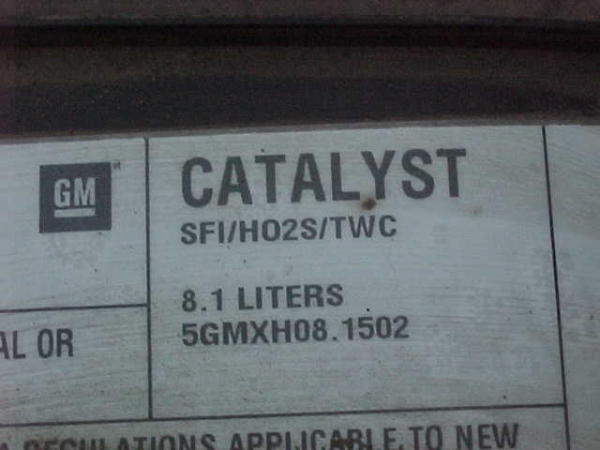 GM
CATALYST
SFI/HO2S/TWC
8.1 LITERS
5GMXH08.1502
AL OR
REGULATIONS APPLICABLE TO NEW